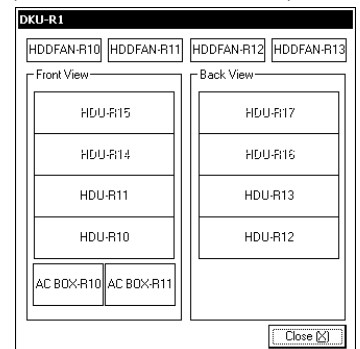 DKU-R1
HDDFAN-R10 HDDFAN-R11 HDDFAN-R12 HDDFAN-R13
Front View Back View
HDU-R15 HDU-R17
HDU-R14 HDU-R16
HDU-R11 HDU-R13
HDU-R10 HDU-R12
AC BOX-R10 AC BOX-R11
Close (X)